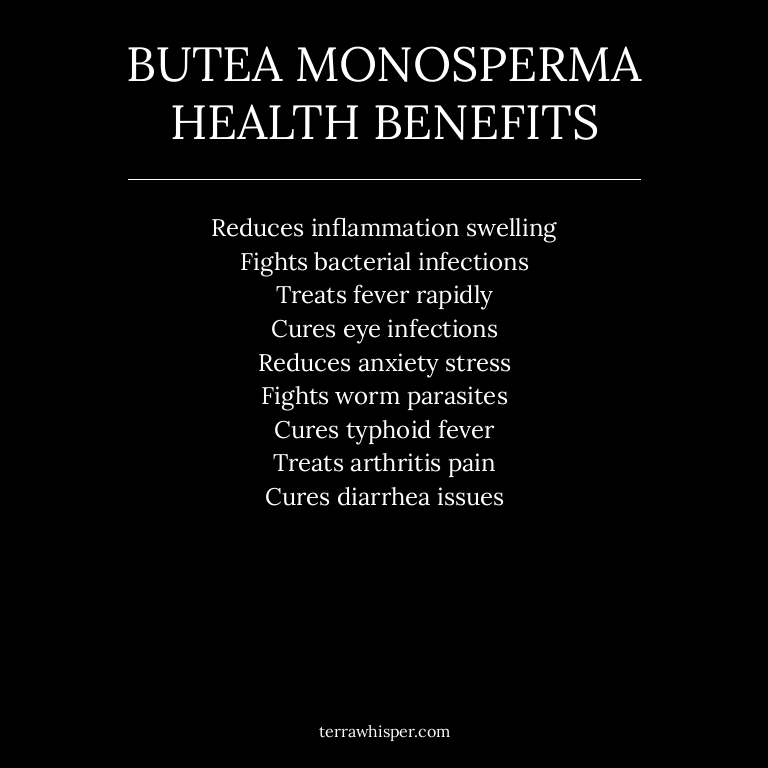 BUTEA MONOSPERMA
HEALTH BENEFITS
Reduces inflammation swelling
Fights bacterial infections
Treats fever rapidly
Cures eye infections
Reduces anxiety stress
Fights worm parasites
Cures typhoid fever
Treats arthritis pain
Cures diarrhea issues
terrawhisper.com